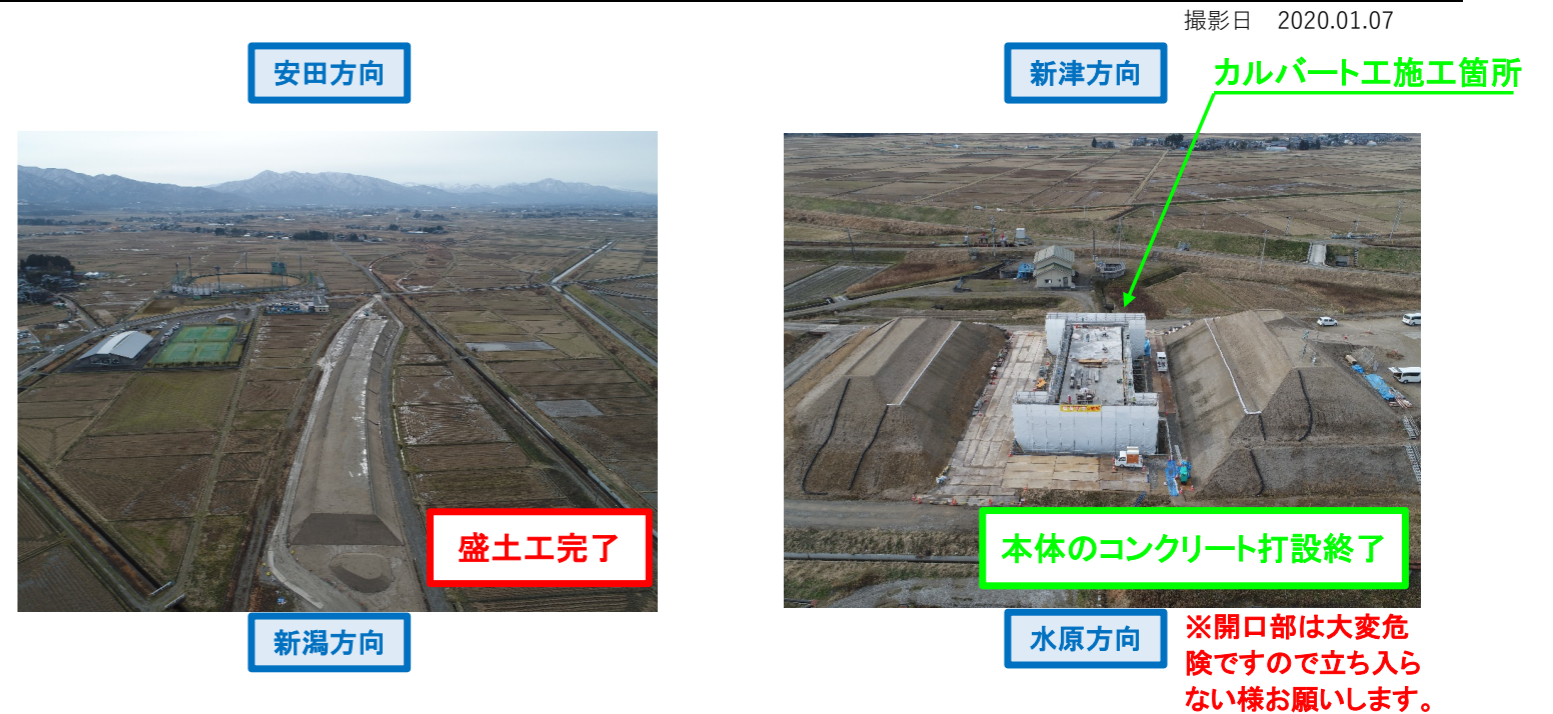 撮影日　2020.01.07
安田方向
新津方向
カルバート工施工箇所
盛土工完了
本体のコンクリート打設終了
新潟方向
水原方向
※開口部は大変危
険ですので立ち入ら
ない様お願いします。